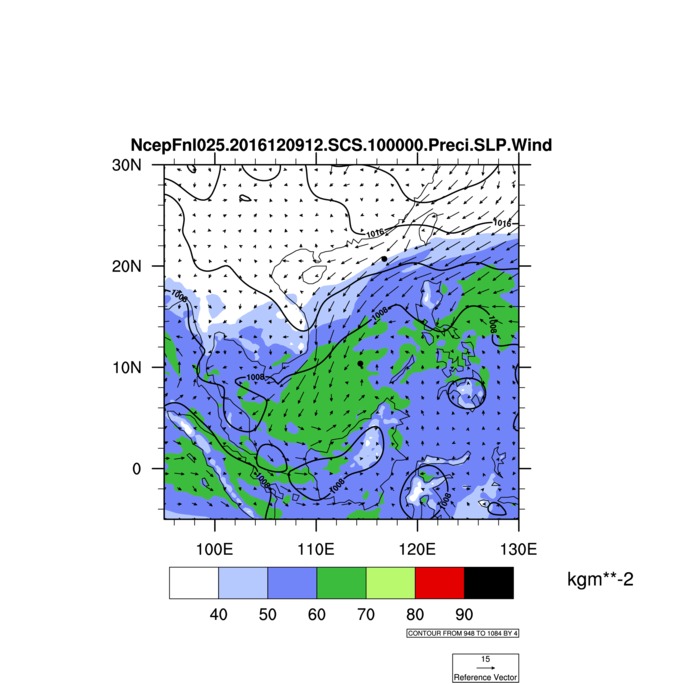 NcepFnl025.2016120912.SCS.100000.Preci.SLP.Wind
30N
1016
1016
20N
1008
1008
1008
10N
1008
0
1008
1008
1008
100E 110E 120E 130E
kgm**-2
40 50 60 70 80 90
CONTOUR FROM 948 TO 1084 BY 4
15
Reference Vector